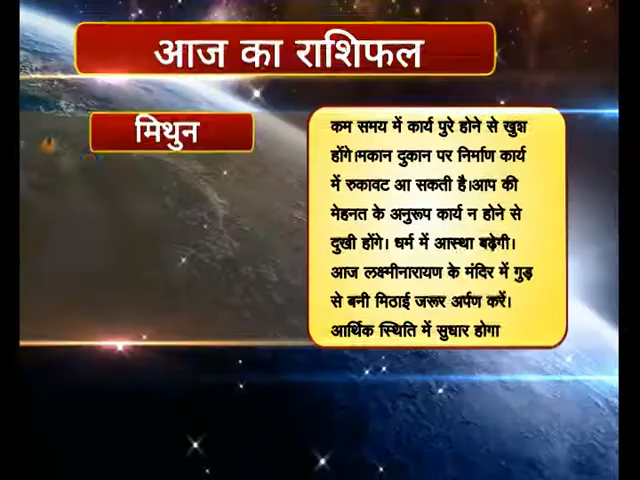 आज का राशिफल
मिथुन
कम समय में कार्य पुरे होने से खुश
होंगे।मकान दुकान पर निर्माण कार्य
में रुकावट आ सकती है।आप की
मेहनत के अनुरूप कार्य न होने से
दुखी होंगे। धर्म में आस्था बढ़ेगी।
आज लक्ष्मीनारायण के मंदिर में गुड़
से बनी मिठाई जरूर अर्पण करें।
आर्थिक स्थिति में सुधार होगा